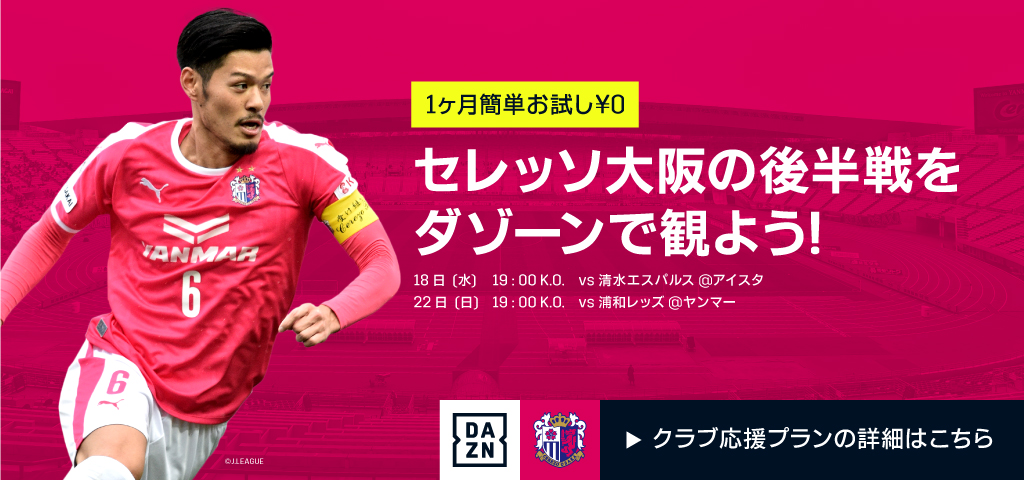 1ヶ月簡単お試し¥0
セレッソ大阪の後半戦を
ダゾーンで観よう!
18日(水) 19:00 K.O. vs 清水エスパルス @アイスタ
22日(日) 19:00 K.O. vs 浦和レッズ @ヤンマー
YANMAR
6
6
DA
ZN
▶ クラブ応援プランの詳細はこちら
©J.LEAGUE